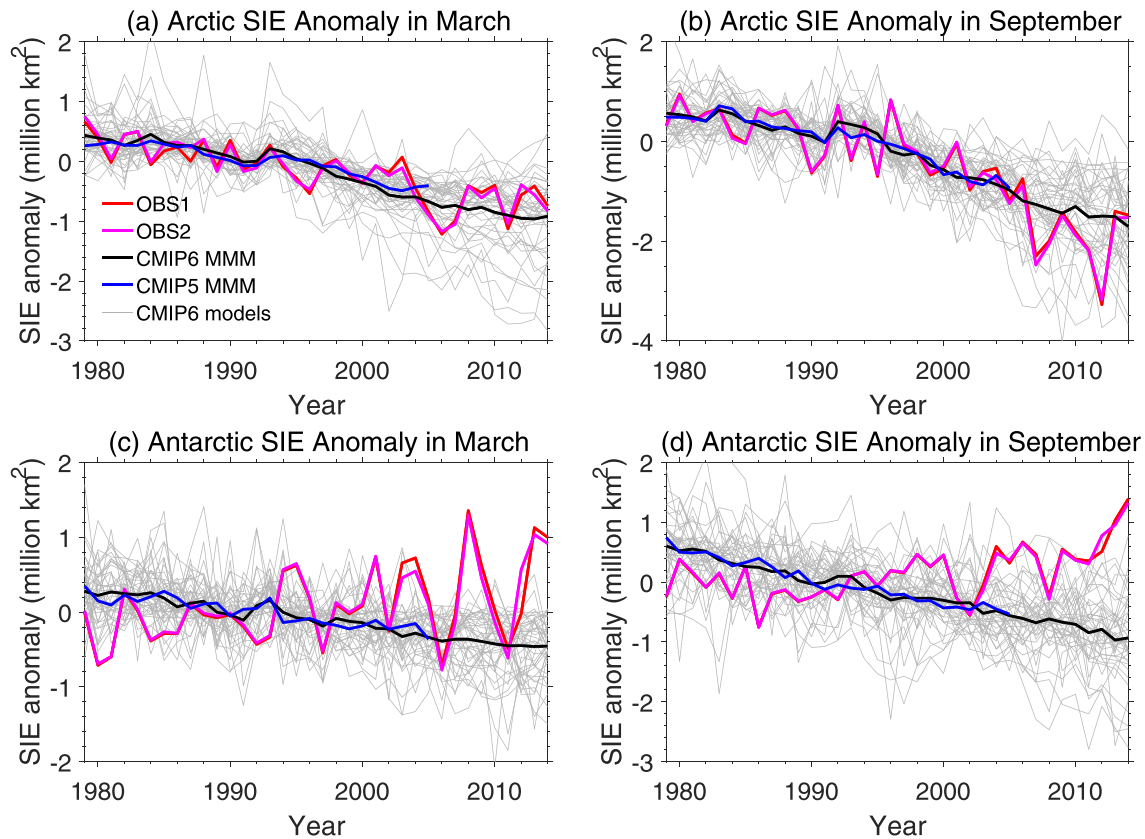 (a) Arctic SIE Anomaly in March
SIE anomaly (million km²)
2
1
0
-1
-2
-3
OBS1
OBS2
CMIP6 MMM
CMIP5 MMM
CMIP6 models
1980 1990 2000 2010
Year
(b) Arctic SIE Anomaly in September
SIE anomaly (million km²)
2
0
-2
-4
1980 1990 2000 2010
Year
(c) Antarctic SIE Anomaly in March
SIE anomaly (million km²)
2
1
0
-1
-2
1980 1990 2000 2010
Year
(d) Antarctic SIE Anomaly in September
SIE anomaly (million km²)
2
1
0
-1
-2
-3
1980 1990 2000 2010
Year